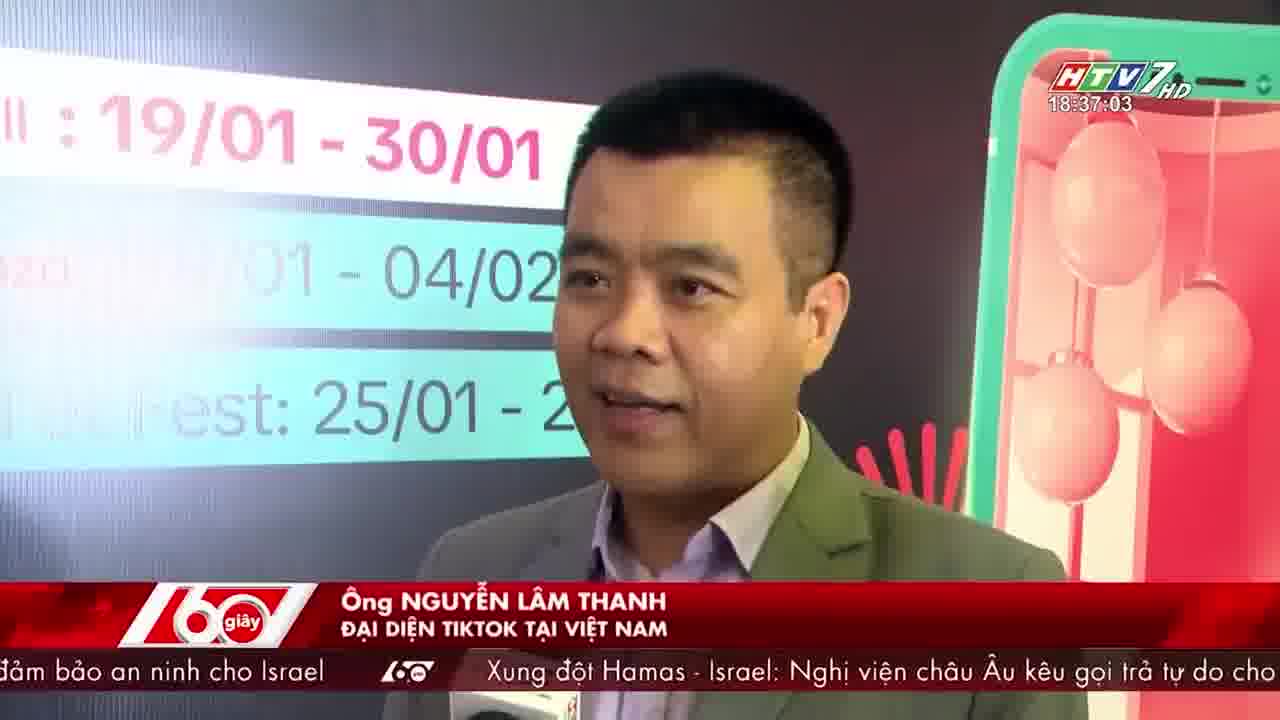 : 19/01 - 30/01
HTV7 HD
18:37:03
01 - 04/02
est: 25/01 - 2
60 giây
Ông NGUYỄN LÂM THANH
ĐẠI DIỆN TIKTOK TẠI VIỆT NAM
đảm bảo an ninh cho Israel 60 Xung đột Hamas - Israel: Nghị viện châu Âu kêu gọi trả tự do cho